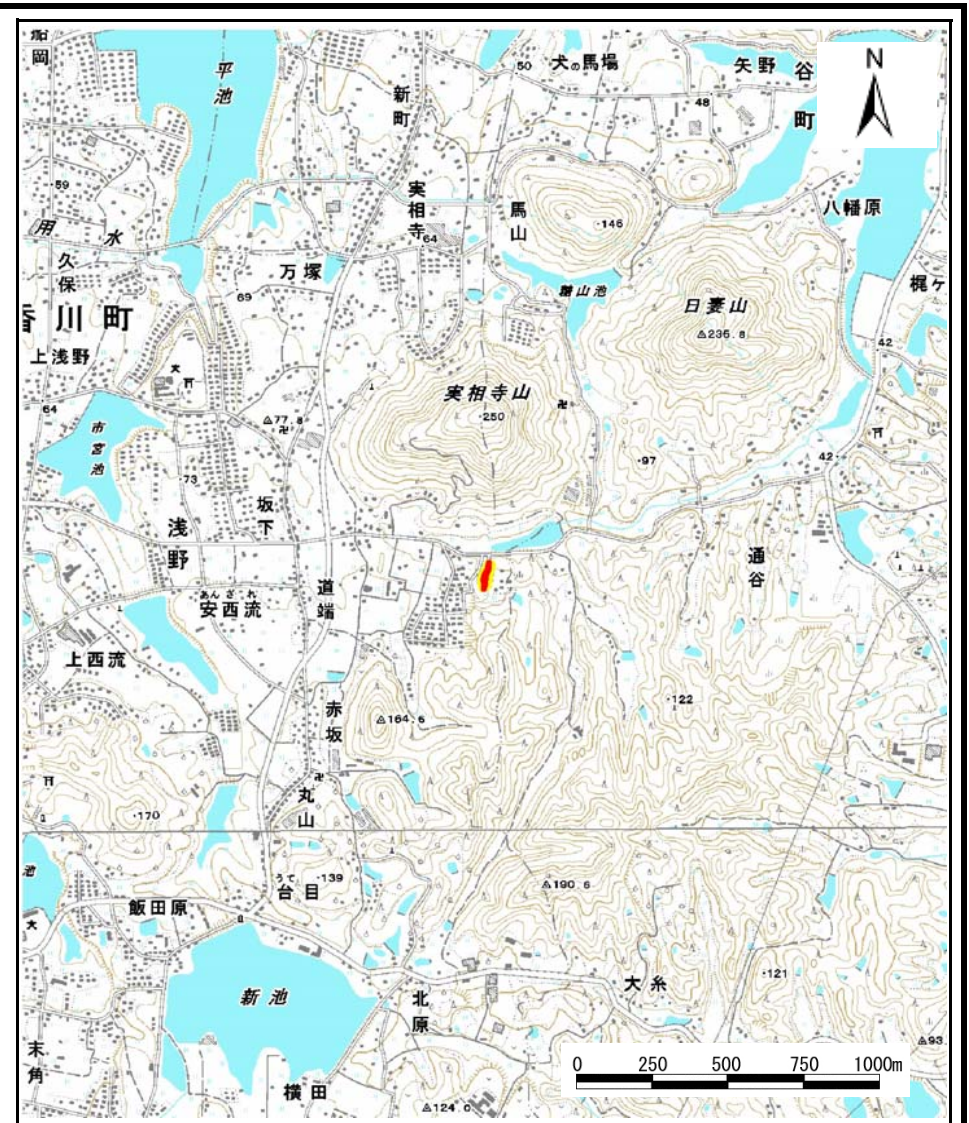 船岡
平池
新町
50
犬の馬場
矢野
谷
町
48
N
59
用水
久保
実相寺
64
馬山
146
八幡原
万塚
69
香川町
上浅野
日妻山
236.8
梶ヶ
42
実相寺山
250
64
市宮池
77.8
73
97
42
坂下
浅野
通谷
あんざれ
安西流
道端
上西流
122
赤坂
164.6
丸山
170
うて
台目
139
190.6
池
飯田原
大糸
121
新池
北原
93.
末角
横田
124.0
0 250 500 750 1000m